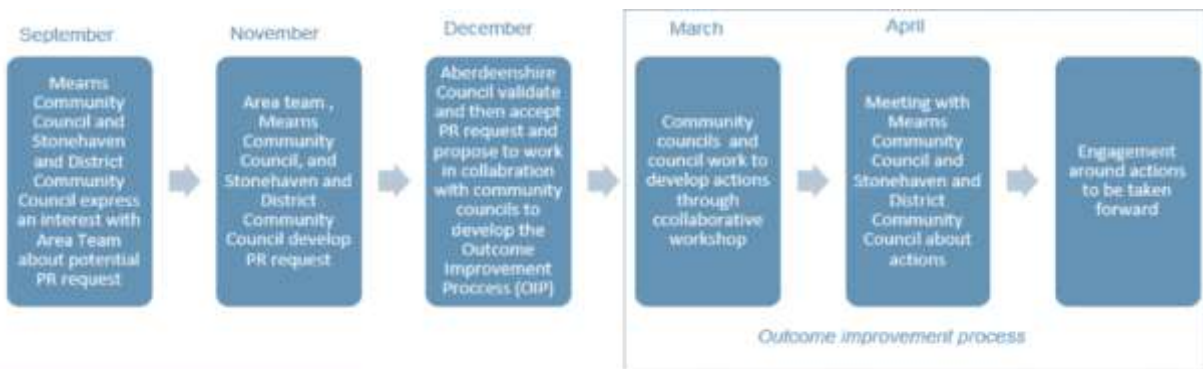 September
Mearns
Community
Council and
Stonehaven
and District
Community
Council express
an interest with
Area Team
about potential
PR request
November
Area team ,
Mearns
Community
Council, and
Stonehaven and
District
Community
Council develop
PR request
December
Aberdeenshire
Council validate
and then accept
PR request and
propose to work
in collabration
with community
councils to
develop the
Outcome
Improvement
Proccess (OIP)
March
Community
councils and
council work to
develop actions
through
ccollaborative
workshop
April
Meeting with
Mearns
Community
Council and
Stonehaven and
District
Community
Council about
actions
Engagement
around actions
to be taken
forward
Outcome improvement process